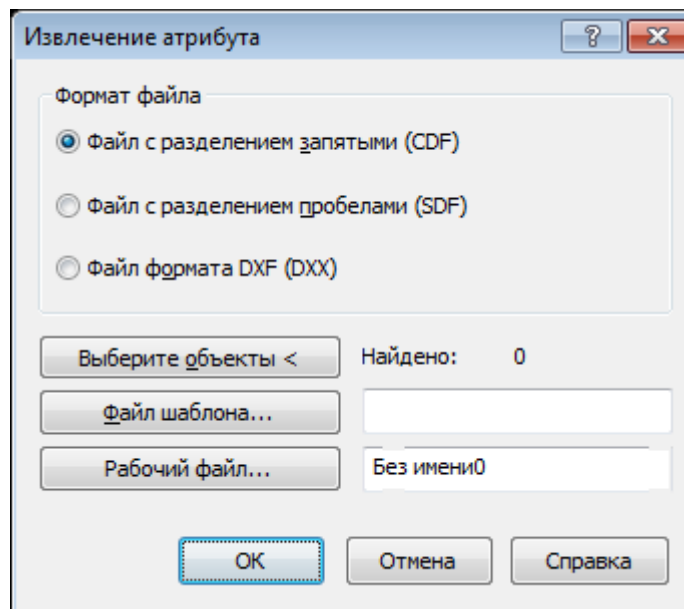 Извлечение атрибута
?
Формат файла
Файл с разделением запятыми (CDF)
Файл с разделением пробелами (SDF)
Файл формата DXF (DXX)
Выберите объекты < Найдено: 0
Файл шаблона...
Рабочий файл... Без имени0
ОК Отмена Справка